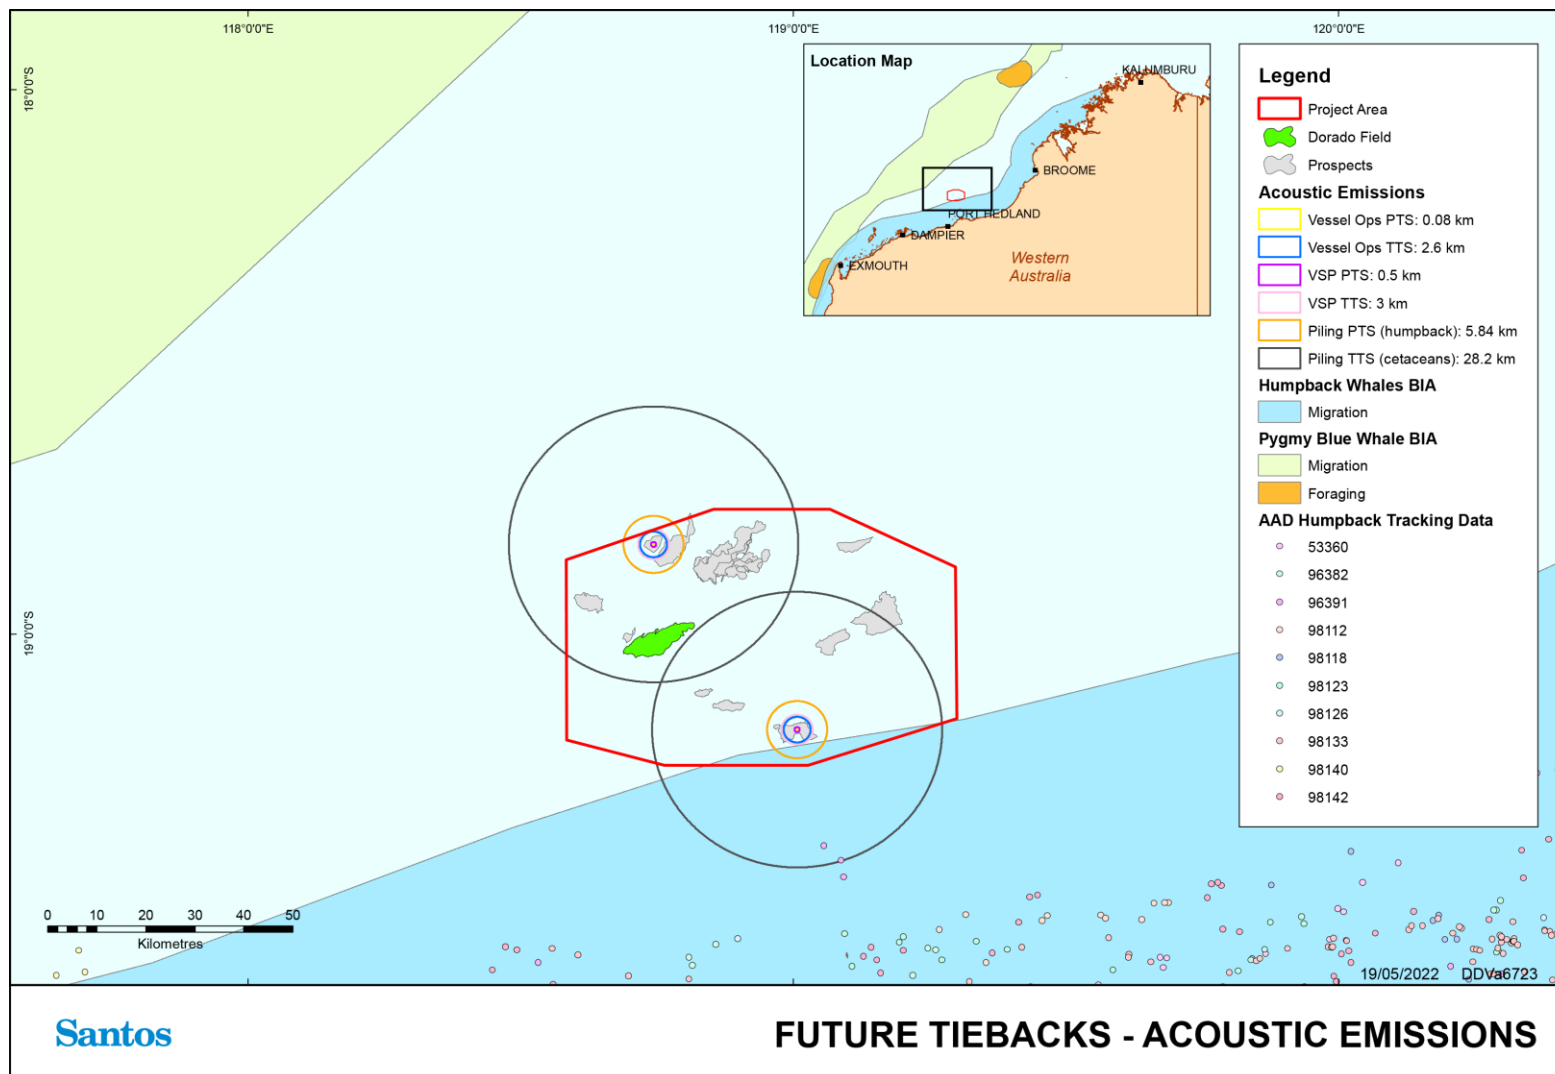 118°0'0"E
119°0'0"E
120°0'0"E
18°0'0"S
19°0'0"S
Location Map
KALUMBURU
BROOME
PORT HEDLAND
DAMPIER
EXMOUTH
Western
Australia
Legend
Project Area
Dorado Field
Prospects
Acoustic Emissions
Vessel Ops PTS: 0.08 km
Vessel Ops TTS: 2.6 km
VSP PTS: 0.5 km
VSP TTS: 3 km
Piling PTS (humpback): 5.84 km
Piling TTS (cetaceans): 28.2 km
Humpback Whales BIA
Migration
Pygmy Blue Whale BIA
Migration
Foraging
AAD Humpback Tracking Data
53360
96382
96391
98112
98118
98123
98126
98133
98140
98142
0 10 20 30 40 50
Kilometres
19/05/2022 DDVa6723
Santos
FUTURE TIEBACKS - ACOUSTIC EMISSIONS